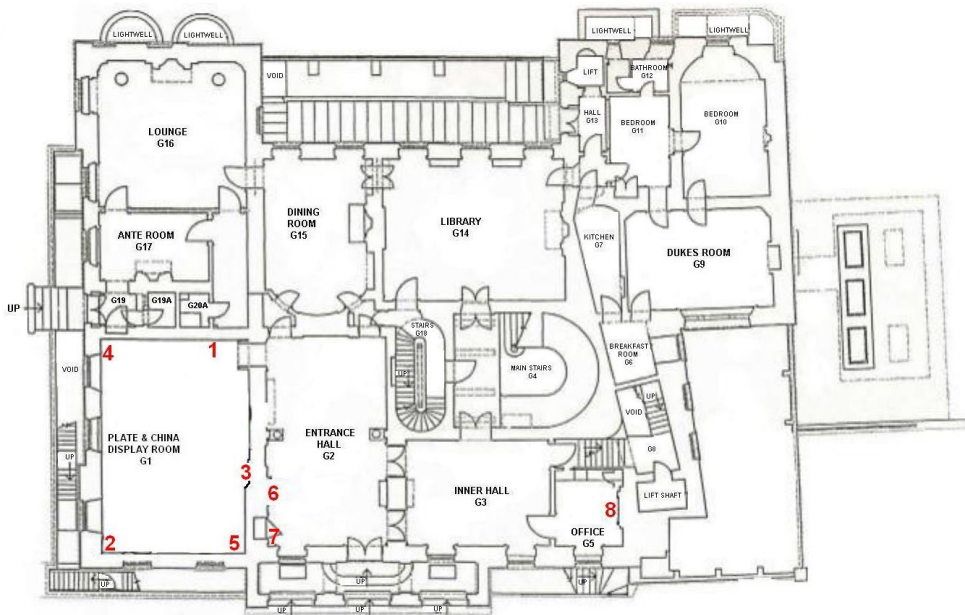 LIGHTWELL
LIGHTWELL
LIGHTWELL
LIGHTWELL
LIFT
BATHROOM
G12
VOID
HALL
G13
BEDROOM
G11
BEDROOM
G10
LOUNGE
G16
DINING
ROOM
G15
LIBRARY
G14
ANTE ROOM
G17
KITCHEN
G7
DUKES ROOM
G9
UP
G19
G19A
G20A
STAIRS
G18
UP
MAIN STAIRS
G4
BREAKFAST
ROOM
G6
4
1
VOID
PLATE & CHINA
DISPLAY ROOM
G1
UP
ENTRANCE
HALL
G2
3
6
2
5
7
INNER HALL
G3
OFFICE
G5
8
UP
VOID
G8
LIFT SHAFT
UP
UP
UP
UP
UP
UP